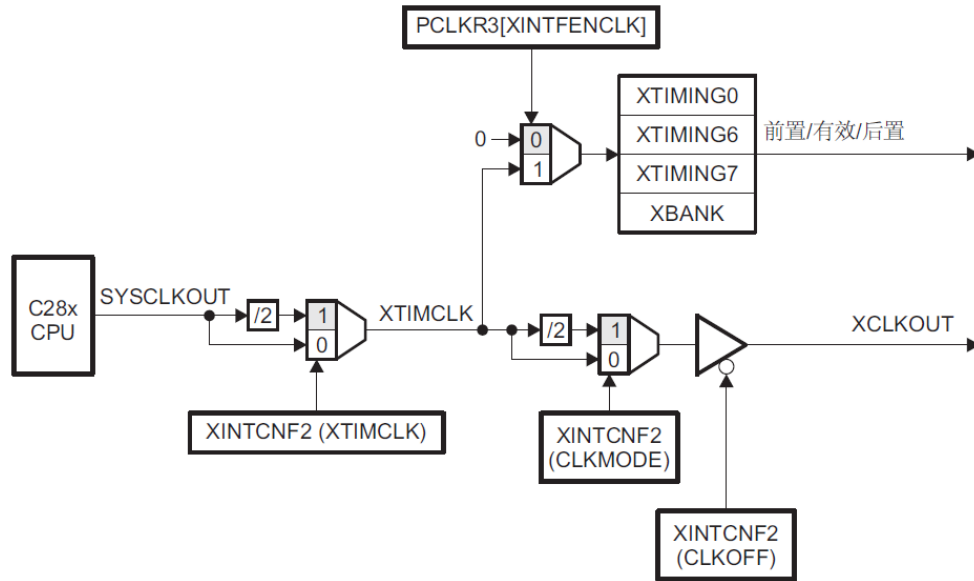 PCLKR3[XINTFENCLK]
XTIMING0
XTIMING6
XTIMING7
XBANK
前置/有效/后置
0
0
1
C28x
CPU
SYSCLKOUT
/2
1
0
XTIMCLK
/2
1
0
XCLKOUT
XINTCNF2 (XTIMCLK)
XINTCNF2
(CLKMODE)
XINTCNF2
(CLKOFF)